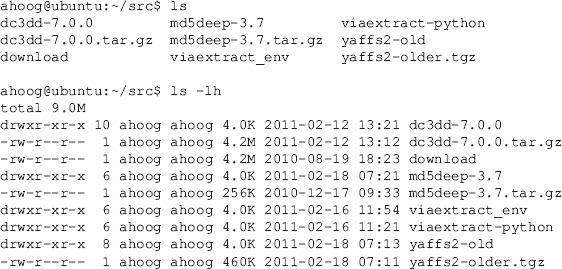 ahoog@ubuntu:~/src$ ls
dc3dd-7.0.0 md5deep-3.7 viaextract-python
dc3dd-7.0.0.tar.gz md5deep-3.7.tar.gz yaffs2-old
download viaextract_env yaffs2-older.tgz
ahoog@ubuntu:~/src$ ls -lh
total 9.0M
drwxr-xr-x 10 ahoog ahoog 4.0K 2011-02-12 13:21 dc3dd-7.0.0
-rw-r--r-- 1 ahoog ahoog 4.2M 2011-02-12 13:12 dc3dd-7.0.0.tar.gz
-rw-r--r-- 1 ahoog ahoog 4.2M 2010-08-19 18:23 download
drwxr-xr-x 6 ahoog ahoog 4.0K 2011-02-18 07:21 md5deep-3.7
-rw-r--r-- 1 ahoog ahoog 256K 2010-12-17 09:33 md5deep-3.7.tar.gz
drwxr-xr-x 6 ahoog ahoog 4.0K 2011-02-16 11:54 viaextract_env
drwxr-xr-x 6 ahoog ahoog 4.0K 2011-02-16 11:21 viaextract-python
drwxr-xr-x 8 ahoog ahoog 4.0K 2011-02-18 07:13 yaffs2-old
-rw-r--r-- 1 ahoog ahoog 460K 2011-02-18 07:11 yaffs2-older.tgz